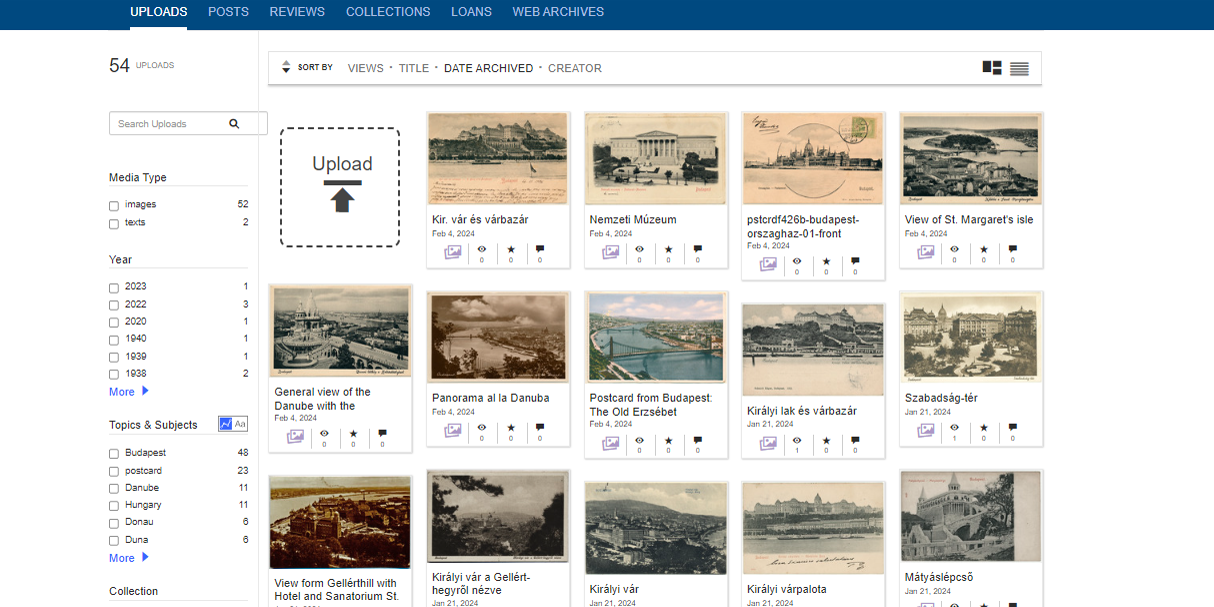 UPLOADS POSTS REVIEWS COLLECTIONS LOANS WEB ARCHIVES
54 UPLOADS
SORT BY VIEWS · TITLE · DATE ARCHIVED · CREATOR
Search Uploads
Media Type
images 52
texts 2
Year
2023 1
2022 3
2020 1
1940 1
1939 1
1938 2
More
Topics & Subjects
Aa
Budapest 48
postcard 23
Danube 11
Hungary 11
Donau 6
Duna 6
More
Collection
Upload
Kir. vár és várbazár
Feb 4, 2024
0 0 0
Nemzeti Múzeum
Feb 4, 2024
0 0 0
pstcrdf426b-budapest-
orszaghaz-01-front
Feb 4, 2024
0 0 0
View of St. Margaret's isle
Feb 4, 2024
0 0 0
General view of the
Danube with the
Feb 4, 2024
0 0 0
Panorama al la Danuba
Feb 4, 2024
0 0 0
Postcard from Budapest:
The Old Erzsébet
Feb 4, 2024
0 0 0
Királyi lak és várbazár
Jan 21, 2024
1 0 0
Szabadság-tér
Jan 21, 2024
1 0 0
View form Gellérthill with
Hotel and Sanatorium St.
Királyi vár a Gellért-
hegyről nézve
Jan 21, 2024
Királyi vár
Jan 21, 2024
Királyi várpalota
Jan 21, 2024
Mátyáslépcső
Jan 21, 2024